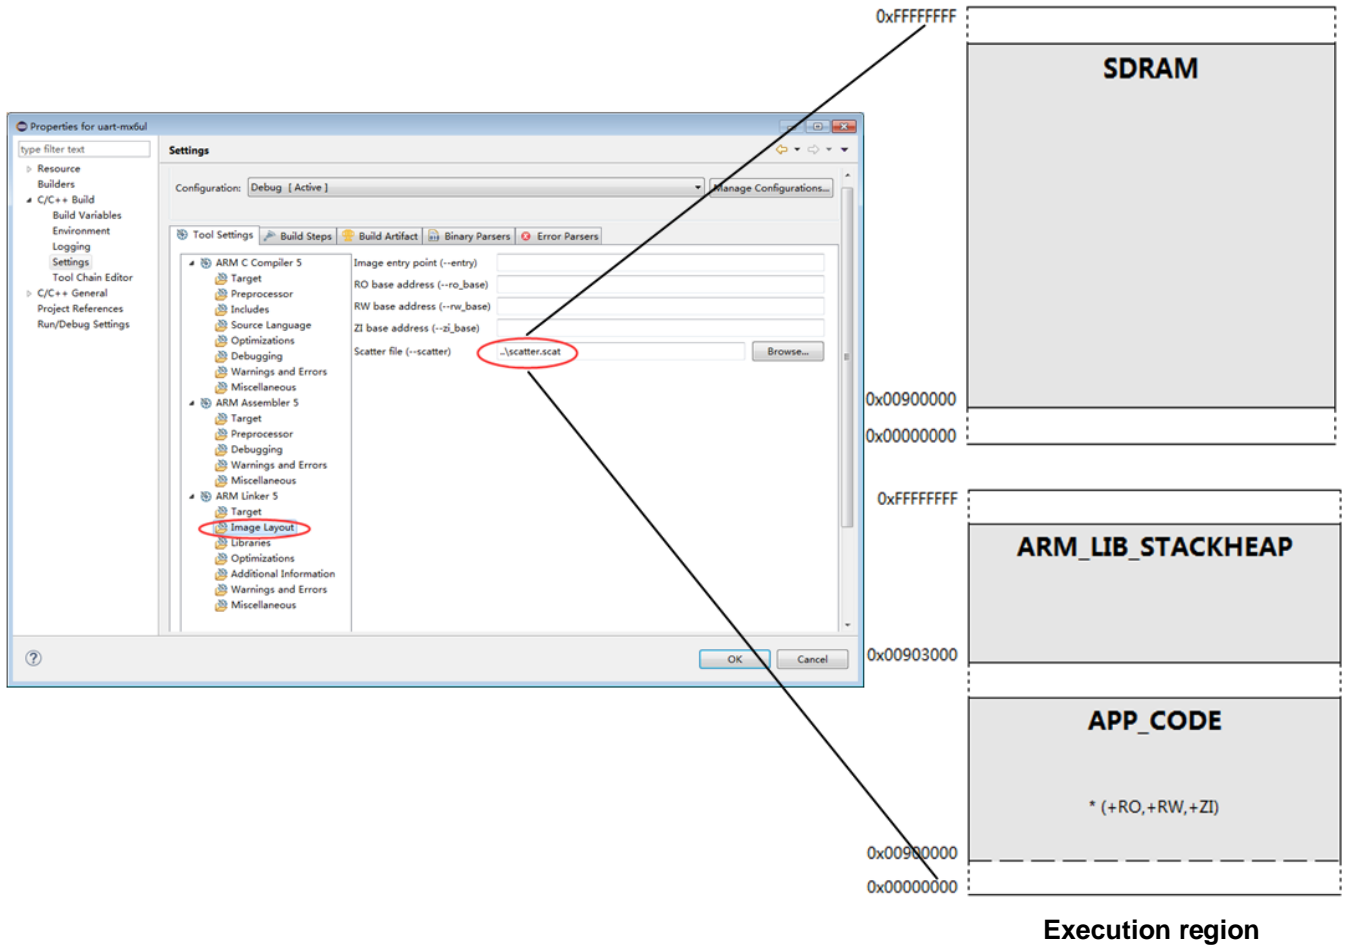 Properties for uart-mx6ul
type filter text
Resource
Builders
C/C++ Build
Build Variables
Environment
Logging
Settings
Tool Chain Editor
C/C++ General
Project References
Run/Debug Settings
Settings
Configuration: Debug [ Active ] Manage Configurations...
Tool Settings Build Steps Build Artifact Binary Parsers Error Parsers
ARM C Compiler 5
Target
Preprocessor
Includes
Source Language
Optimizations
Debugging
Warnings and Errors
Miscellaneous
ARM Assembler 5
Target
Preprocessor
Debugging
Warnings and Errors
Miscellaneous
ARM Linker 5
Target
Image Layout
Libraries
Optimizations
Additional Information
Warnings and Errors
Miscellaneous
Image entry point (--entry)
RO base address (--ro_base)
RW base address (--rw_base)
ZI base address (--zi_base)
Scatter file (--scatter) ..\scatter.scat Browse...
OK Cancel
0xFFFFFFFF
SDRAM
0x00900000
0x00000000
0xFFFFFFFF
ARM_LIB_STACKHEAP
0x00903000
APP_CODE
* (+RO,+RW,+ZI)
0x00900000
0x00000000
Execution region